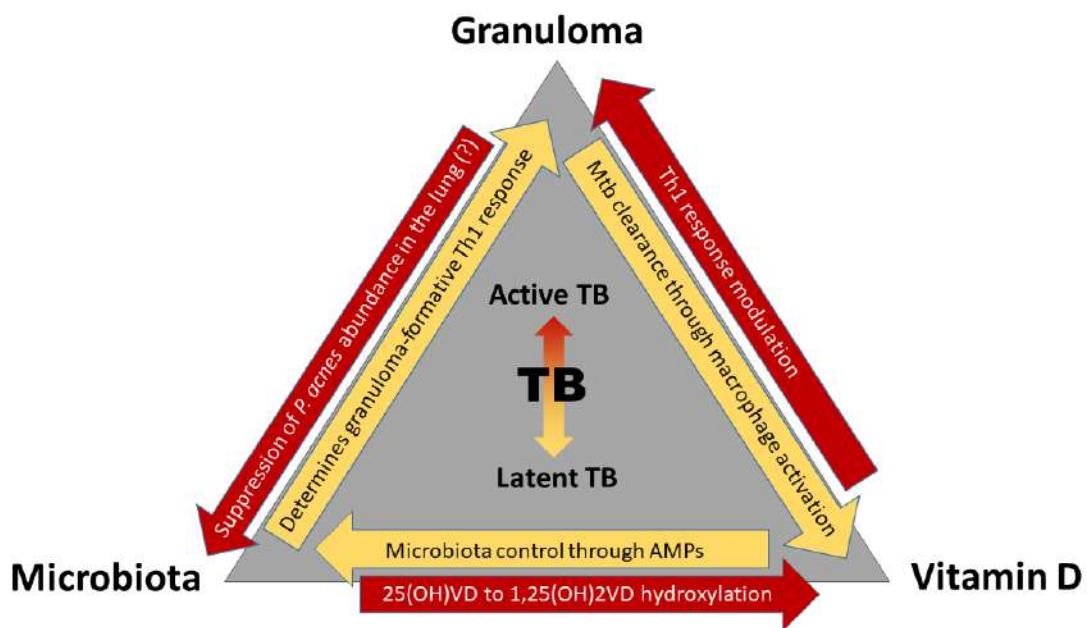 Granuloma
Suppression of P. acnes abundance in the lung (?)
Determines granuloma-formative Th1 response
Mtb clearance through macrophage activation
Th1 response modulation
Active TB
TB
Latent TB
Microbiota control through AMPs
25(OH)VD to 1,25(OH)2VD hydroxylation
Microbiota
Vitamin D